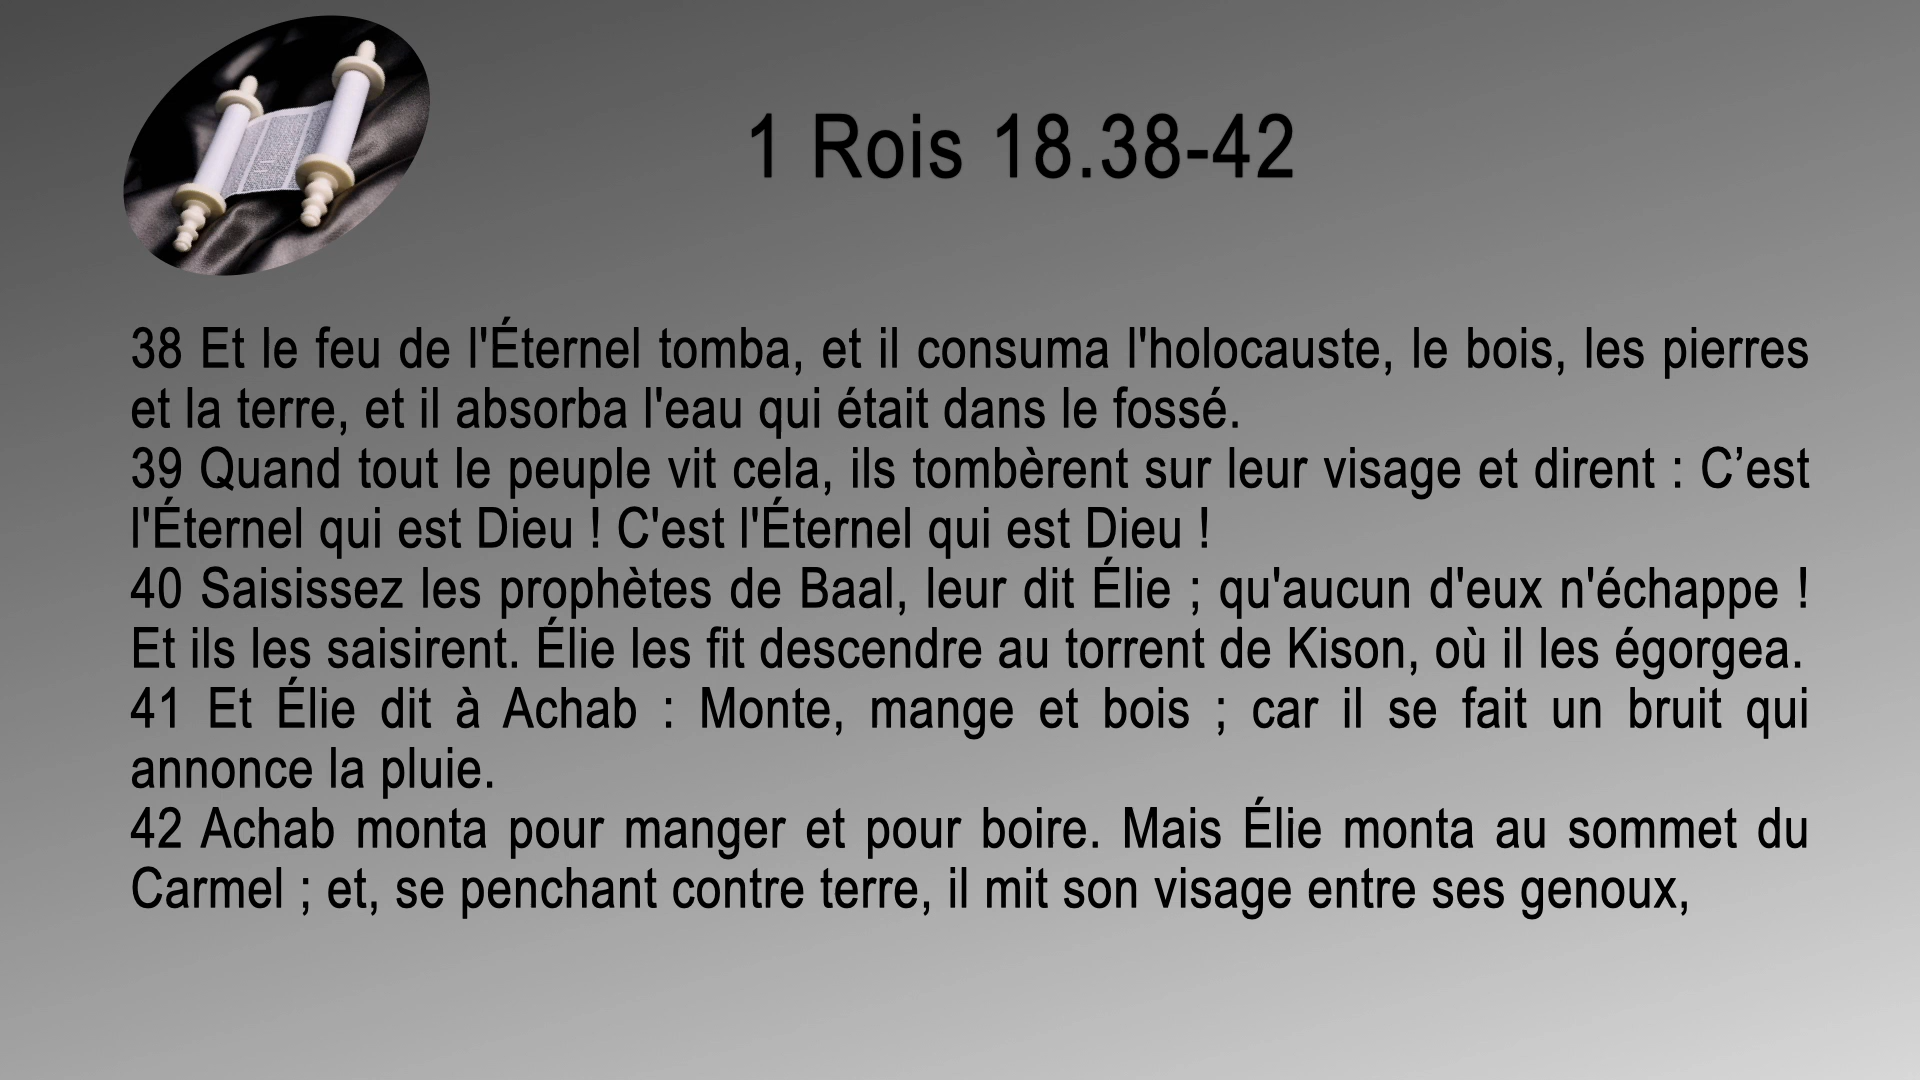 1 Rois 18.38-42
38 Et le feu de l'Éternel tomba, et il consuma l'holocauste, le bois, les pierres
et la terre, et il absorba l'eau qui était dans le fossé.
39 Quand tout le peuple vit cela, ils tombèrent sur leur visage et dirent : C’est
l'Éternel qui est Dieu ! C'est l'Éternel qui est Dieu !
40 Saisissez les prophètes de Baal, leur dit Élie ; qu'aucun d'eux n'échappe !
Et ils les saisirent. Élie les fit descendre au torrent de Kison, où il les égorgea.
41 Et Élie dit à Achab : Monte, mange et bois ; car il se fait un bruit qui
annonce la pluie.
42 Achab monta pour manger et pour boire. Mais Élie monta au sommet du
Carmel ; et, se penchant contre terre, il mit son visage entre ses genoux,